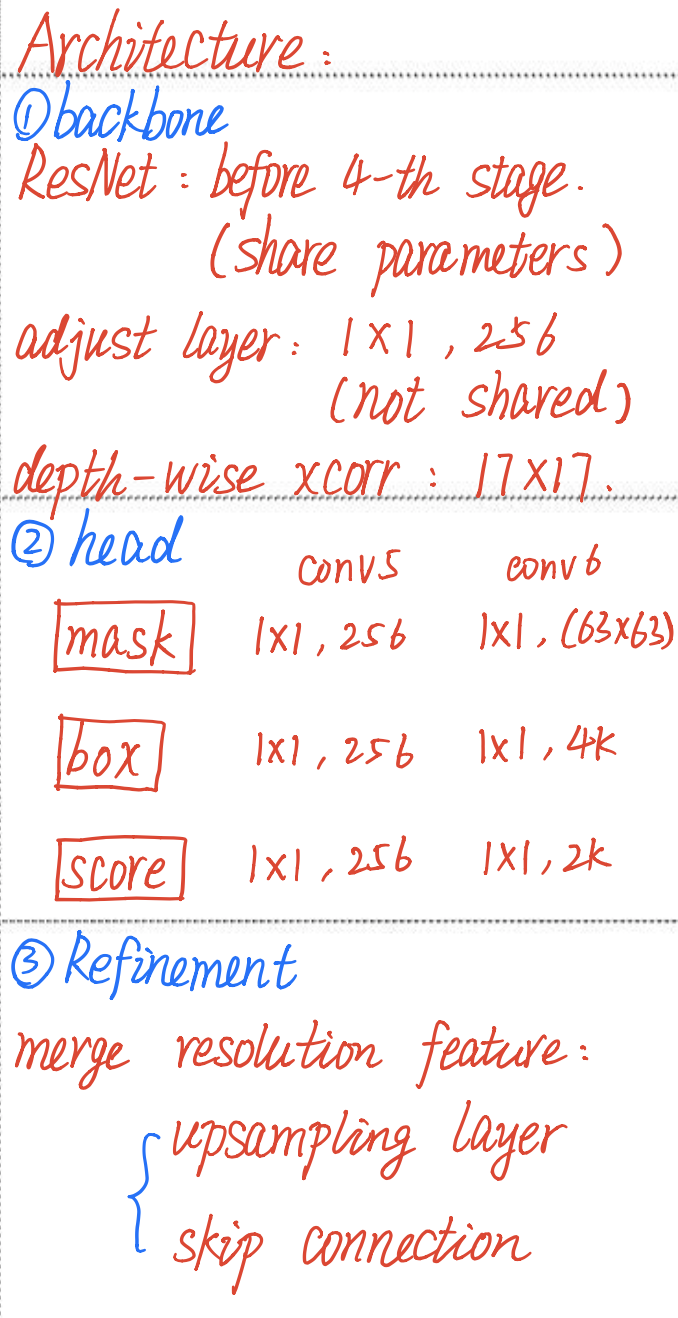 Architecture:
① backbone
ResNet: before 4-th stage.
(share parameters)
adjust layer: 1×1, 256
(not shared)
depth-wise xcorr: 17×17.
② head conv5 conv6
mask 1×1, 256 1×1, (63×63)
box 1×1, 256 1×1, 4k
score 1×1, 256 1×1, 2k
③ Refinement
merge resolution feature:
upsampling layer
skip connection